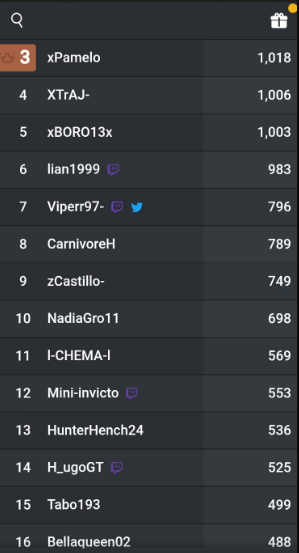 3 xPamelo 1,018
4 XTrAJ- 1,006
5 xBORO13x 1,003
6 lian1999 983
7 Viperr97- 796
8 CarnivoreH 789
9 zCastillo- 749
10 NadiaGro11 698
11 I-CHEMA-I 569
12 Mini-invicto 553
13 HunterHench24 536
14 H_ugoGT 525
15 Tabo193 499
16 Bellaqueen02 488